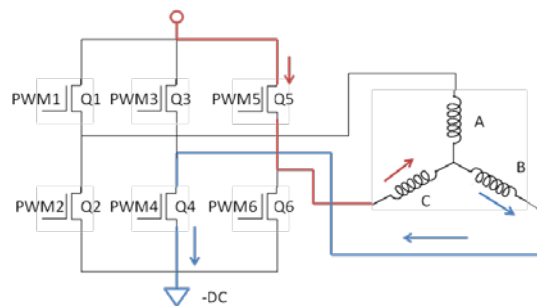 PWM1 Q1 PWM3 Q3 PWM5 Q5
A
B
C
PWM2 Q2 PWM4 Q4 PWM6 Q6
-DC